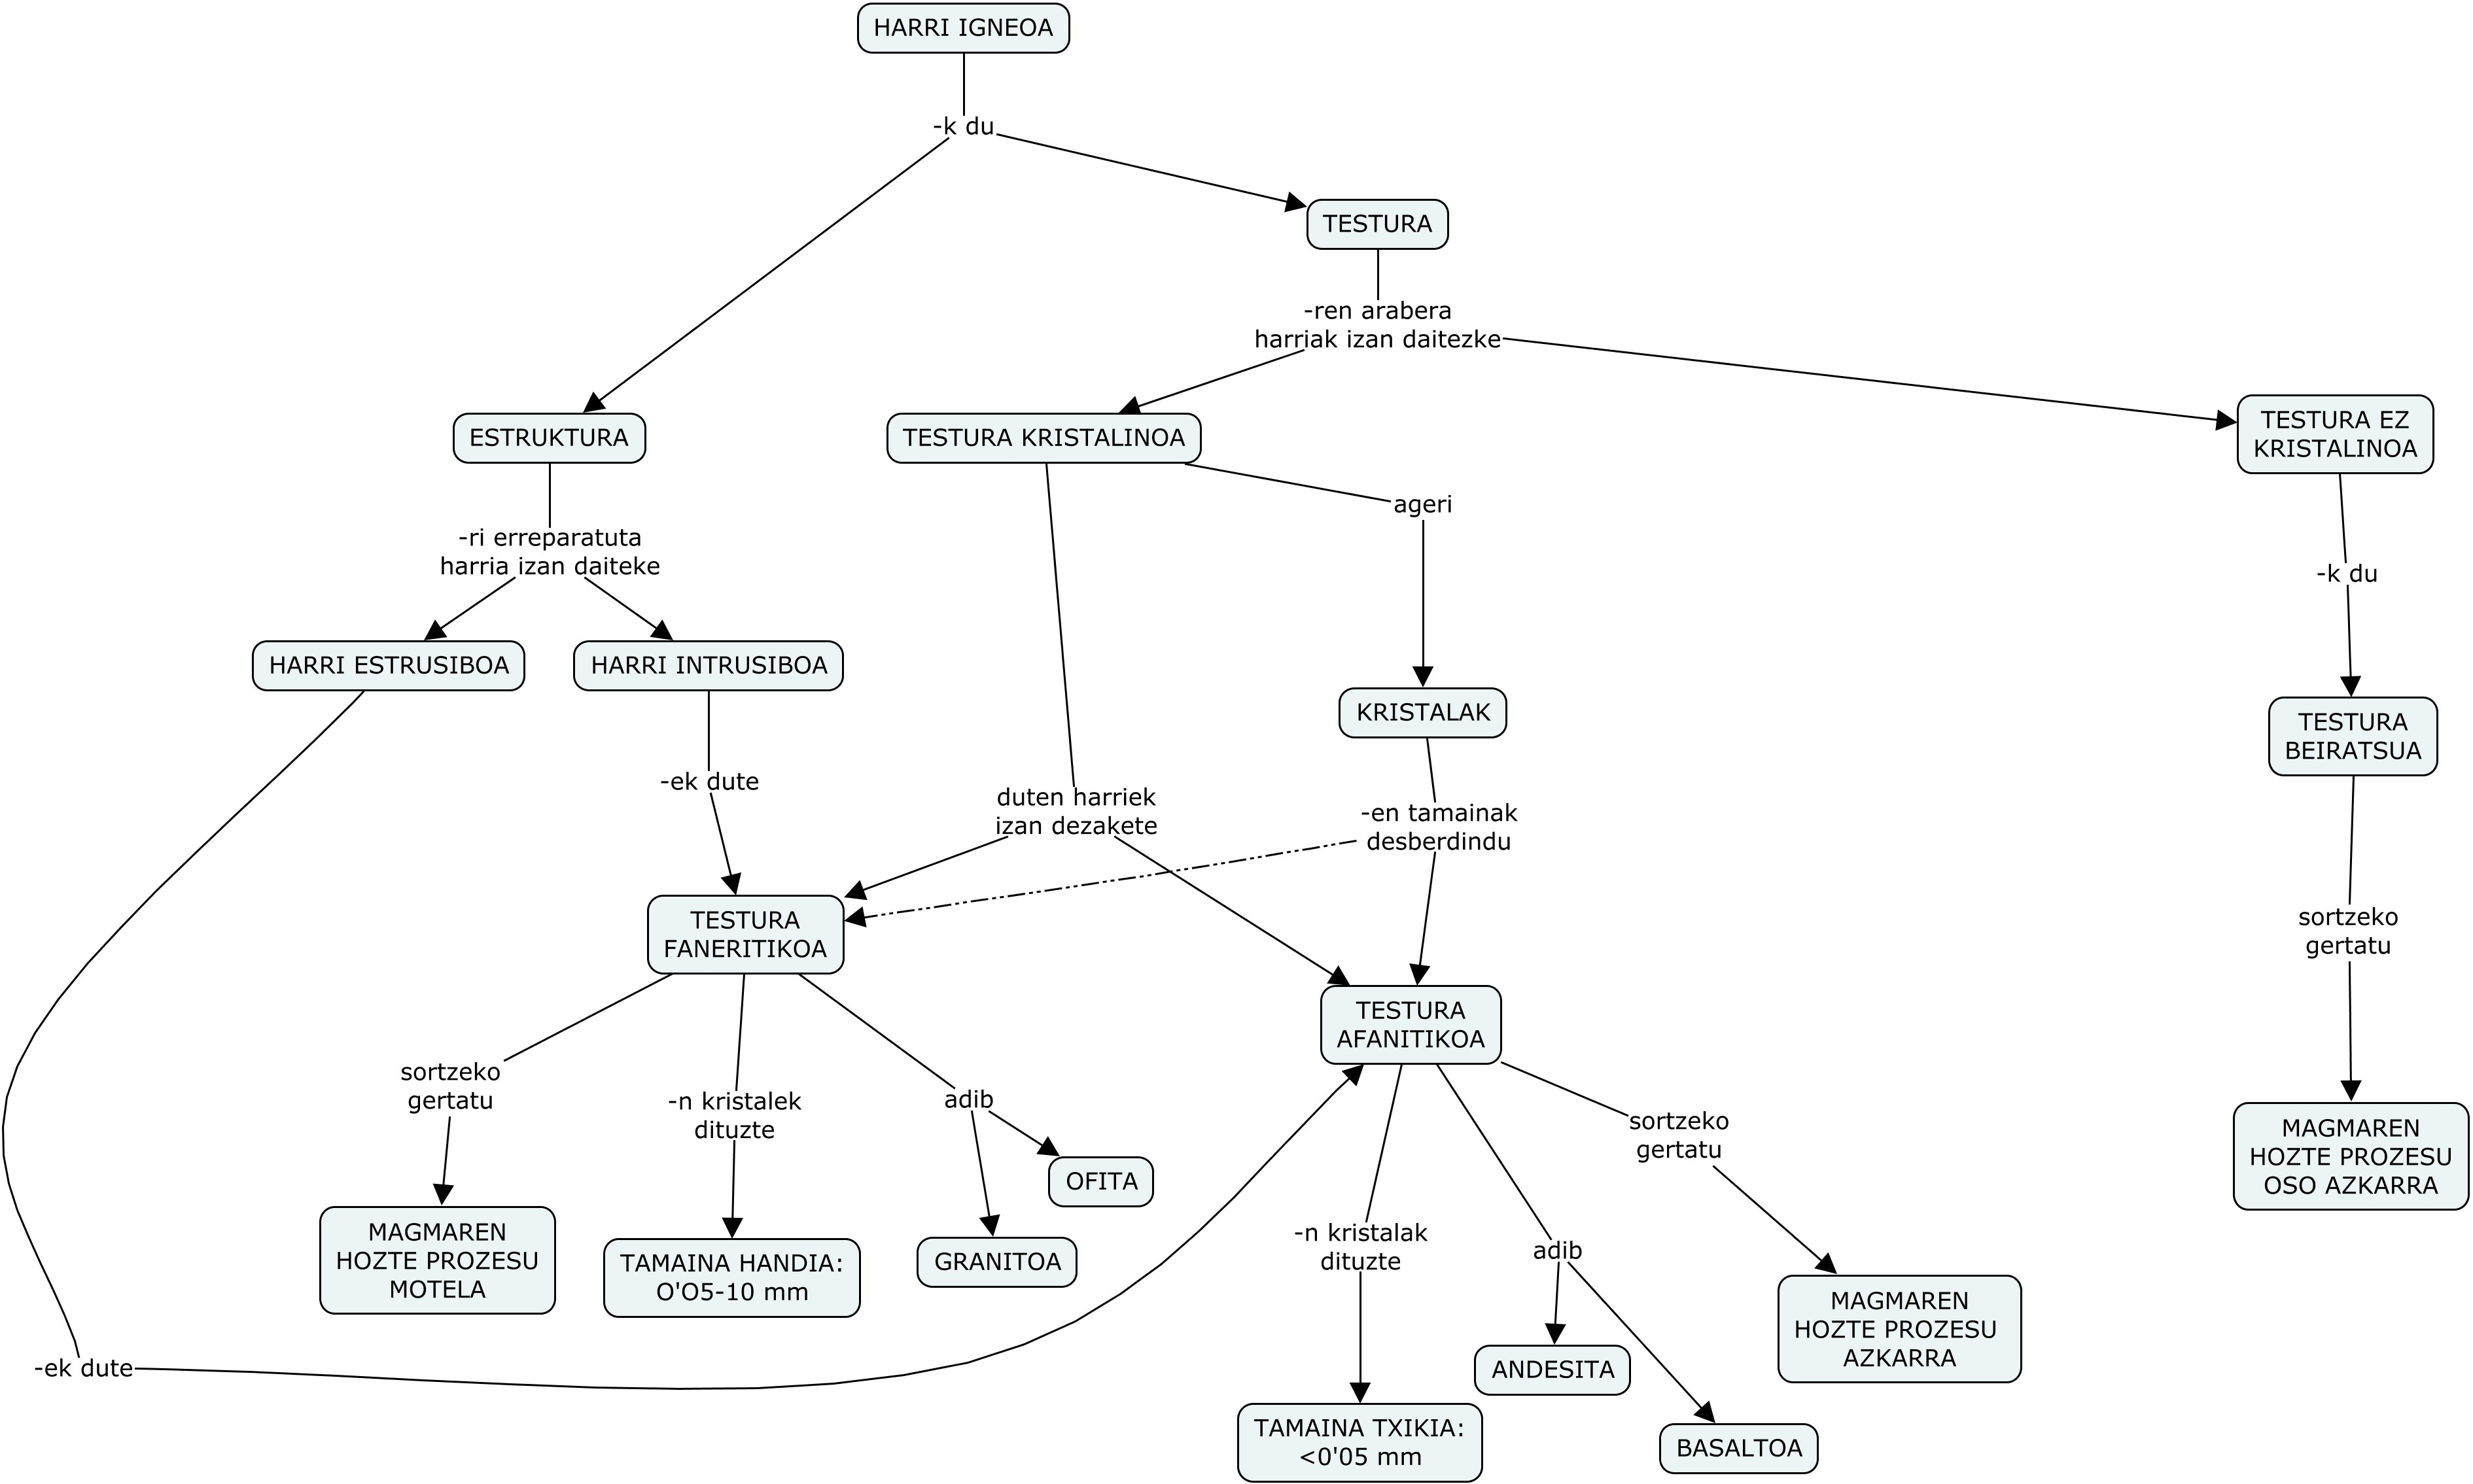 HARRI IGNEOA
-k du
TESTURA
-ren arabera
harriak izan daitezke
ESTRUKTURA
TESTURA KRISTALINOA
TESTURA EZ
KRISTALINOA
ageri
-ri erreparatuta
harria izan daiteke
-k du
HARRI ESTRUSIBOA
HARRI INTRUSIBOA
KRISTALAK
TESTURA
BEIRATSUA
-ek dute
duten harriek
izan dezakete
-en tamainak
desberdindu
TESTURA
FANERITIKOA
sortzeko
gertatu
TESTURA
AFANITIKOA
sortzeko
gertatu
-n kristalek
dituzte
adib
sortzeko
gertatu
MAGMAREN
HOZTE PROZESU
OSO AZKARRA
OFITA
MAGMAREN
HOZTE PROZESU
MOTELA
TAMAINA HANDIA:
O'O5-10 mm
GRANITOA
-n kristalak
dituzte
adib
MAGMAREN
HOZTE PROZESU
AZKARRA
-ek dute
ANDESITA
TAMAINA TXIKIA:
<0'05 mm
BASALTOA